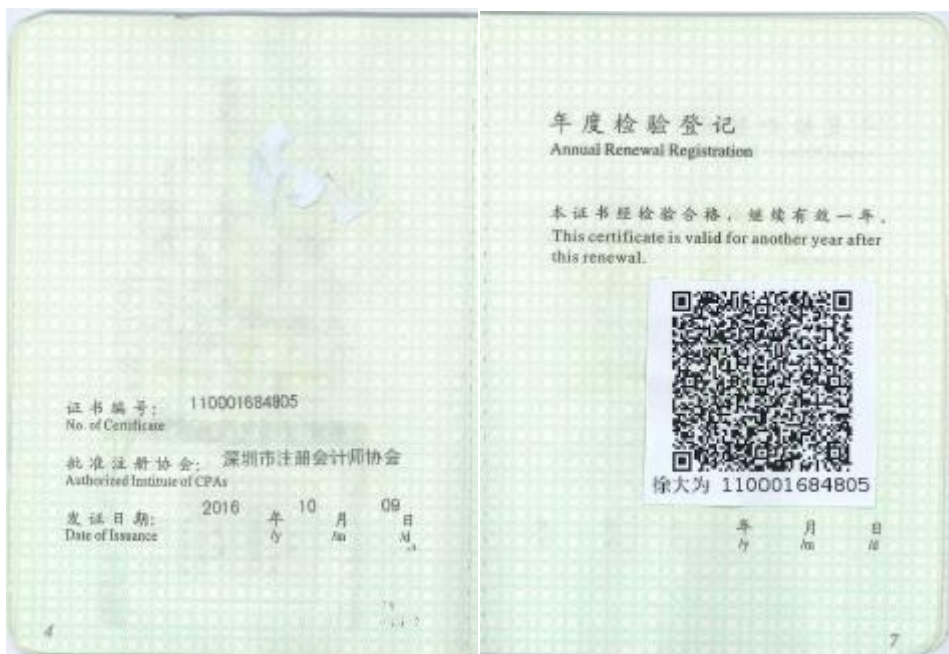 证书编号: 110001684805
No. of Certificate
批准注册协会: 深圳市注册会计师协会
Authorized Institute of CPAs
发证日期: 2016 年 10 月 09 日
Date of Issuance /y /m /d
4
年度检验登记
Annual Renewal Registration
本证书经检验合格，继续有效一年。
This certificate is valid for another year after
this renewal.
徐大为 110001684805
年 月 日
/y /m /d
7